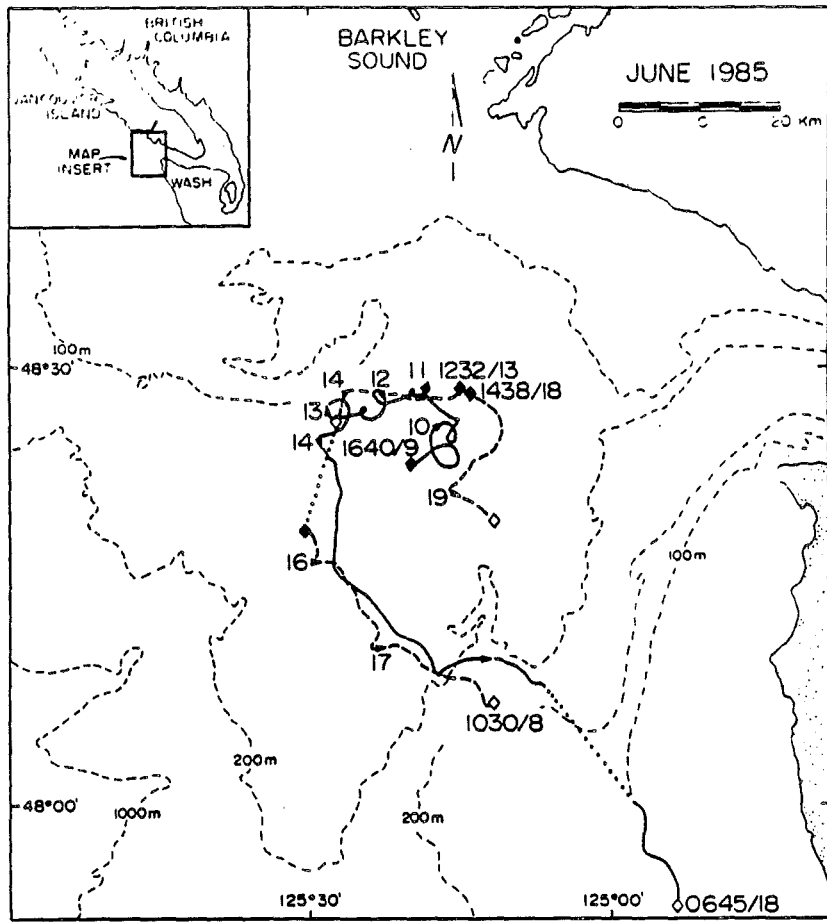 BRITISH
COLUMBIA
ISLAND
MAP
INSERT
WASH
BARKLEY
SOUND
N
JUNE 1985
0 20 Km
100m
48°30'
14 12 11 1232/13
1438/18
13
14 1640/9 10
19
100m
16
17
1030/8
200m
48°00'
1000m
200m
125°30' 125°00'
0645/18